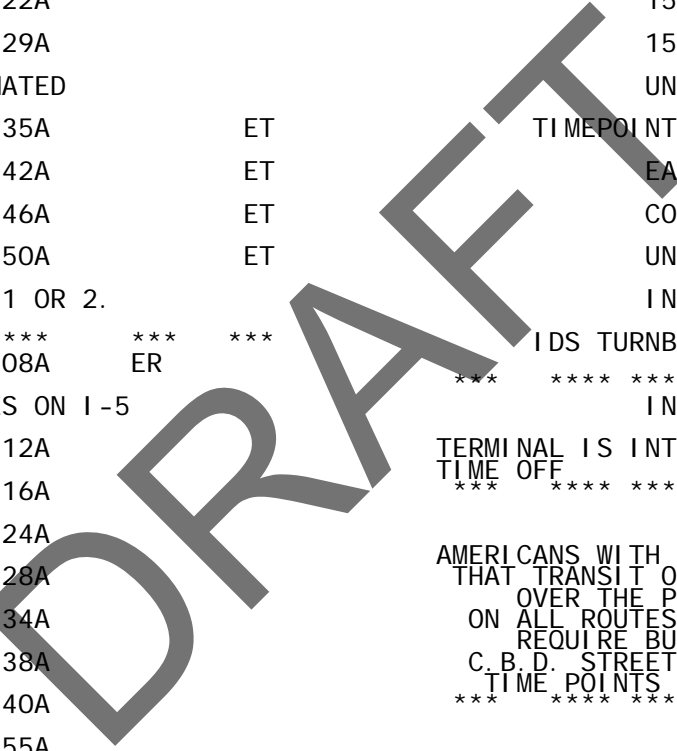 22A 15
29A 15
ATED UN
35A ET TIMEPOINT
42A ET EA
46A ET CO
50A ET UN
1 OR 2. IN
*** *** *** IDS TURNB
08A ER
*** **** ***
S ON I-5 IN
12A TERMINAL IS INT
TIME OFF
16A *** **** ***
24A
AMERICANS WITH
28A THAT TRANSIT O
OVER THE P
34A ON ALL ROUTES
REQUIRE BU
38A C.B.D. STREET
TIME POINTS
40A *** **** ***
55A
DRAFT